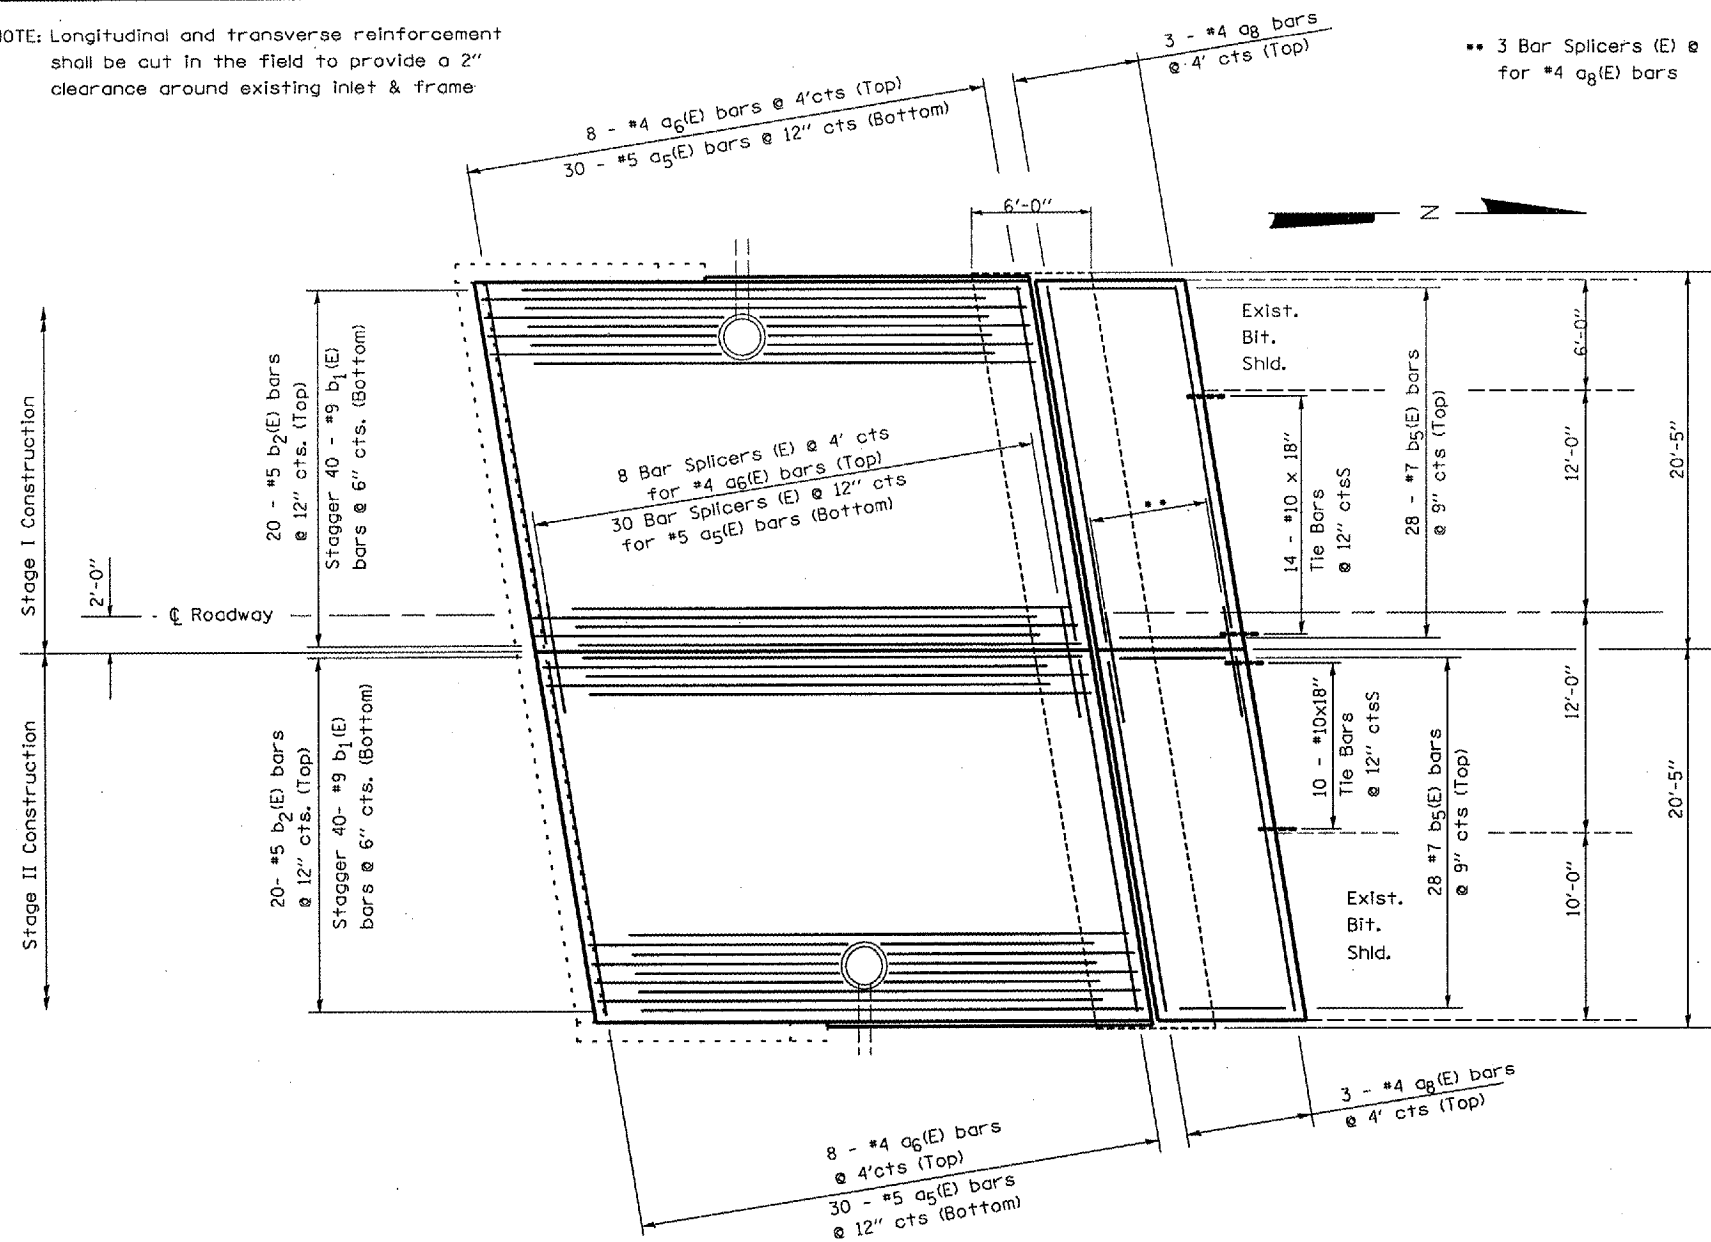 NOTE: Longitudinal and transverse reinforcement
shall be cut in the field to provide a 2"
clearance around existing inlet & frame
3 - #4 a8 bars
@ 4' cts (Top)
** 3 Bar Splicers (E) @
for #4 a8(E) bars
8 - #4 a6(E) bars @ 4'cts (Top)
30 - #5 a5(E) bars @ 12" cts (Bottom)
6'-0"
N
Stage I Construction
20 - #5 b2(E) bars
@ 12" cts. (Top)
Stagger 40 - #9 b1(E)
bars @ 6" cts. (Bottom)
2'-0"
℄ Roadway
8 Bar Splicers (E) @ 4' cts
for #4 a6(E) bars (Top)
30 Bar Splicers (E) @ 12" cts
for #5 a5(E) bars (Bottom)
**
Exist.
Bit.
Shld.
14 - #10 x 18"
Tie Bars
@ 12" ctsS
28 - #7 b5(E) bars
@ 9" cts (Top)
6'-0"
12'-0"
20'-5"
Stage II Construction
20- #5 b2(E) bars
@ 12" cts. (Top)
Stagger 40- #9 b1(E)
bars @ 6" cts. (Bottom)
10 - #10x18"
Tie Bars
@ 12" ctsS
28 #7 b5(E) bars
@ 9" cts (Top)
12'-0"
10'-0"
20'-5"
Exist.
Bit.
Shld.
8 - #4 a6(E) bars
@ 4'cts (Top)
30 - #5 a5(E) bars
@ 12" cts (Bottom)
3 - #4 a8(E) bars
@ 4' cts (Top)